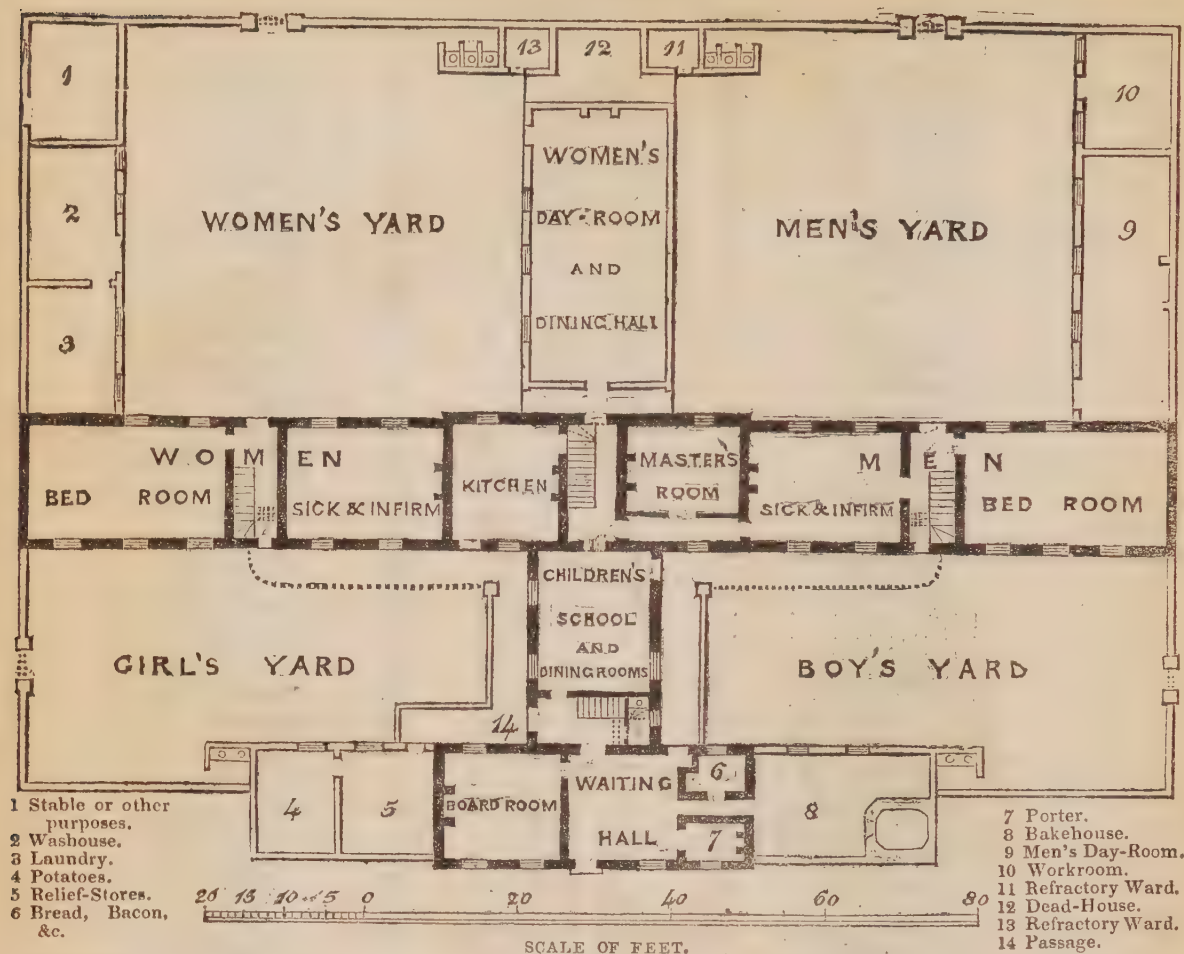 13 12 11
1
10
WOMEN'S
2 WOMEN'S YARD DAY-ROOM MEN'S YARD 9
AND
DINING HALL
3
WOMEN MEN
BED ROOM SICK & INFIRM KITCHEN MASTERS ROOM SICK & INFIRM BED ROOM
CHILDREN'S
SCHOOL
AND
DINING ROOMS
GIRL'S YARD BOY'S YARD
14
WAITING 6
4 5 BOARD ROOM 8
HALL 7
1 Stable or other
purposes.
2 Washouse.
3 Laundry.
4 Potatoes.
5 Relief-Stores.
6 Bread, Bacon,
&c.
7 Porter.
8 Bakehouse.
9 Men's Day-Room.
10 Workroom.
11 Refractory Ward.
12 Dead-House.
13 Refractory Ward.
14 Passage.
20 15 10 5 0 20 40 60 80
SCALE OF FEET.